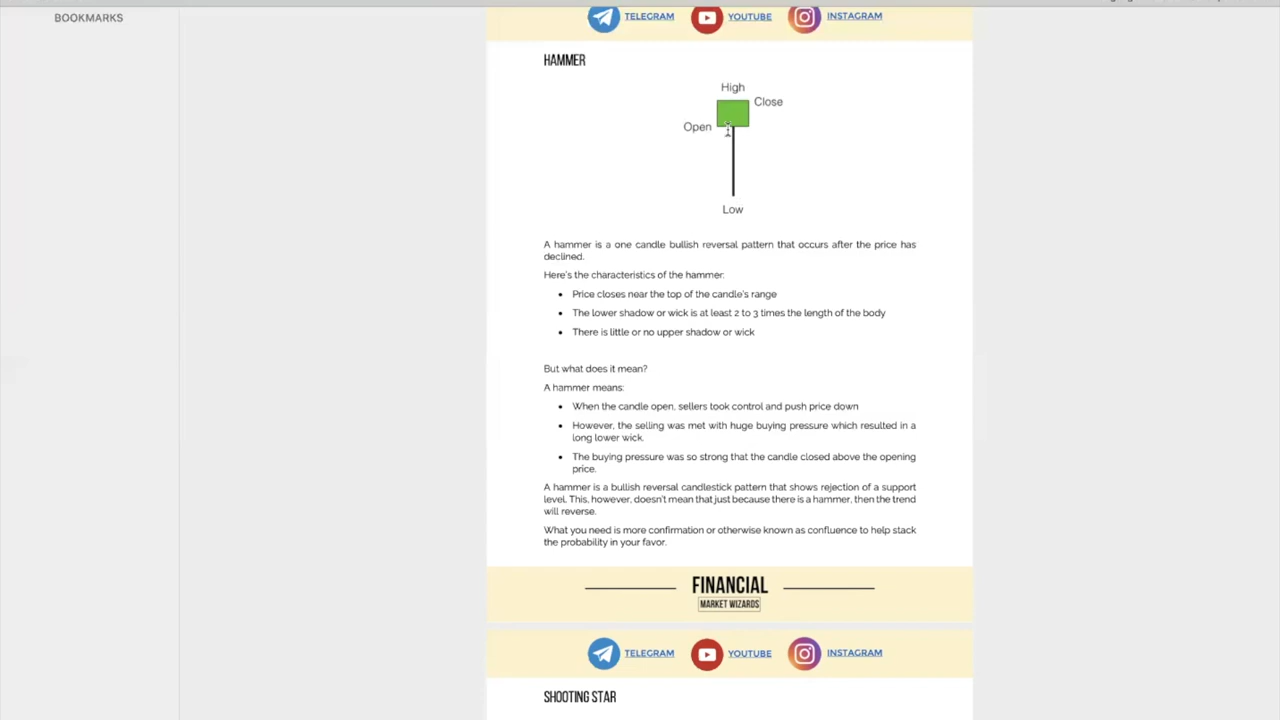 BOOKMARKS
TELEGRAM YOUTUBE INSTAGRAM
HAMMER
High
Close
Open
Low
A hammer is a one candle bullish reversal pattern that occurs after the price has
declined.
Here's the characteristics of the hammer:
• Price closes near the top of the candle's range
• The lower shadow or wick is at least 2 to 3 times the length of the body
• There is little or no upper shadow or wick
But what does it mean?
A hammer means:
• When the candle open, sellers took control and push price down
• However, the selling was met with huge buying pressure which resulted in a
long lower wick.
• The buying pressure was so strong that the candle closed above the opening
price.
A hammer is a bullish reversal candlestick pattern that shows rejection of a support
level. This, however, doesn't mean that just because there is a hammer, then the trend
will reverse.
What you need is more confirmation or otherwise known as confluence to help stack
the probability in your favor.
FINANCIAL
MARKET WIZARDS
TELEGRAM YOUTUBE INSTAGRAM
SHOOTING STAR